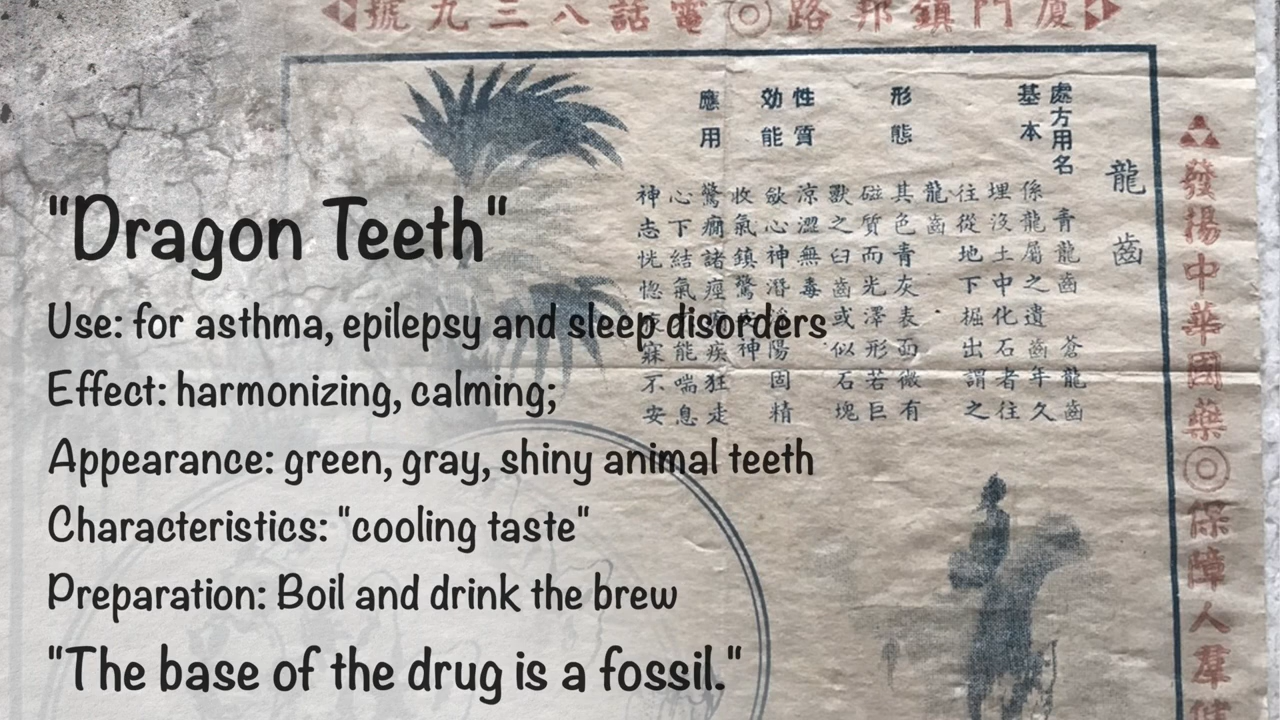 廈門鎮邦路◎電話八三九號
發揚中華國藥◎保障人羣
龍齒
處方用名 青龍齒 蒼龍齒
基本 係龍屬之遺齒年久
埋沒土中化石者往
往從地下掘出謂之
龍齒
形態 其色青灰表面微有
磁質而光澤形若巨
獸之臼齒或似石塊
性質 涼澀無毒
効能 斂心神潛陽固精
收氣鎮驚神
應用 驚癇諸痙疾狂走
心下結氣能喘息
神志恍惚寐不安
"Dragon Teeth"
Use: for asthma, epilepsy and sleep disorders
Effect: harmonizing, calming;
Appearance: green, gray, shiny animal teeth
Characteristics: "cooling taste"
Preparation: Boil and drink the brew
"The base of the drug is a fossil."